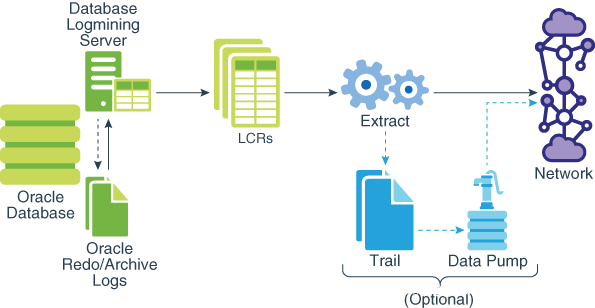 Database
Logmining
Server
LCRs
Extract
Network
Oracle
Database
Oracle
Redo/Archive
Logs
Trail
Data Pump
(Optional)